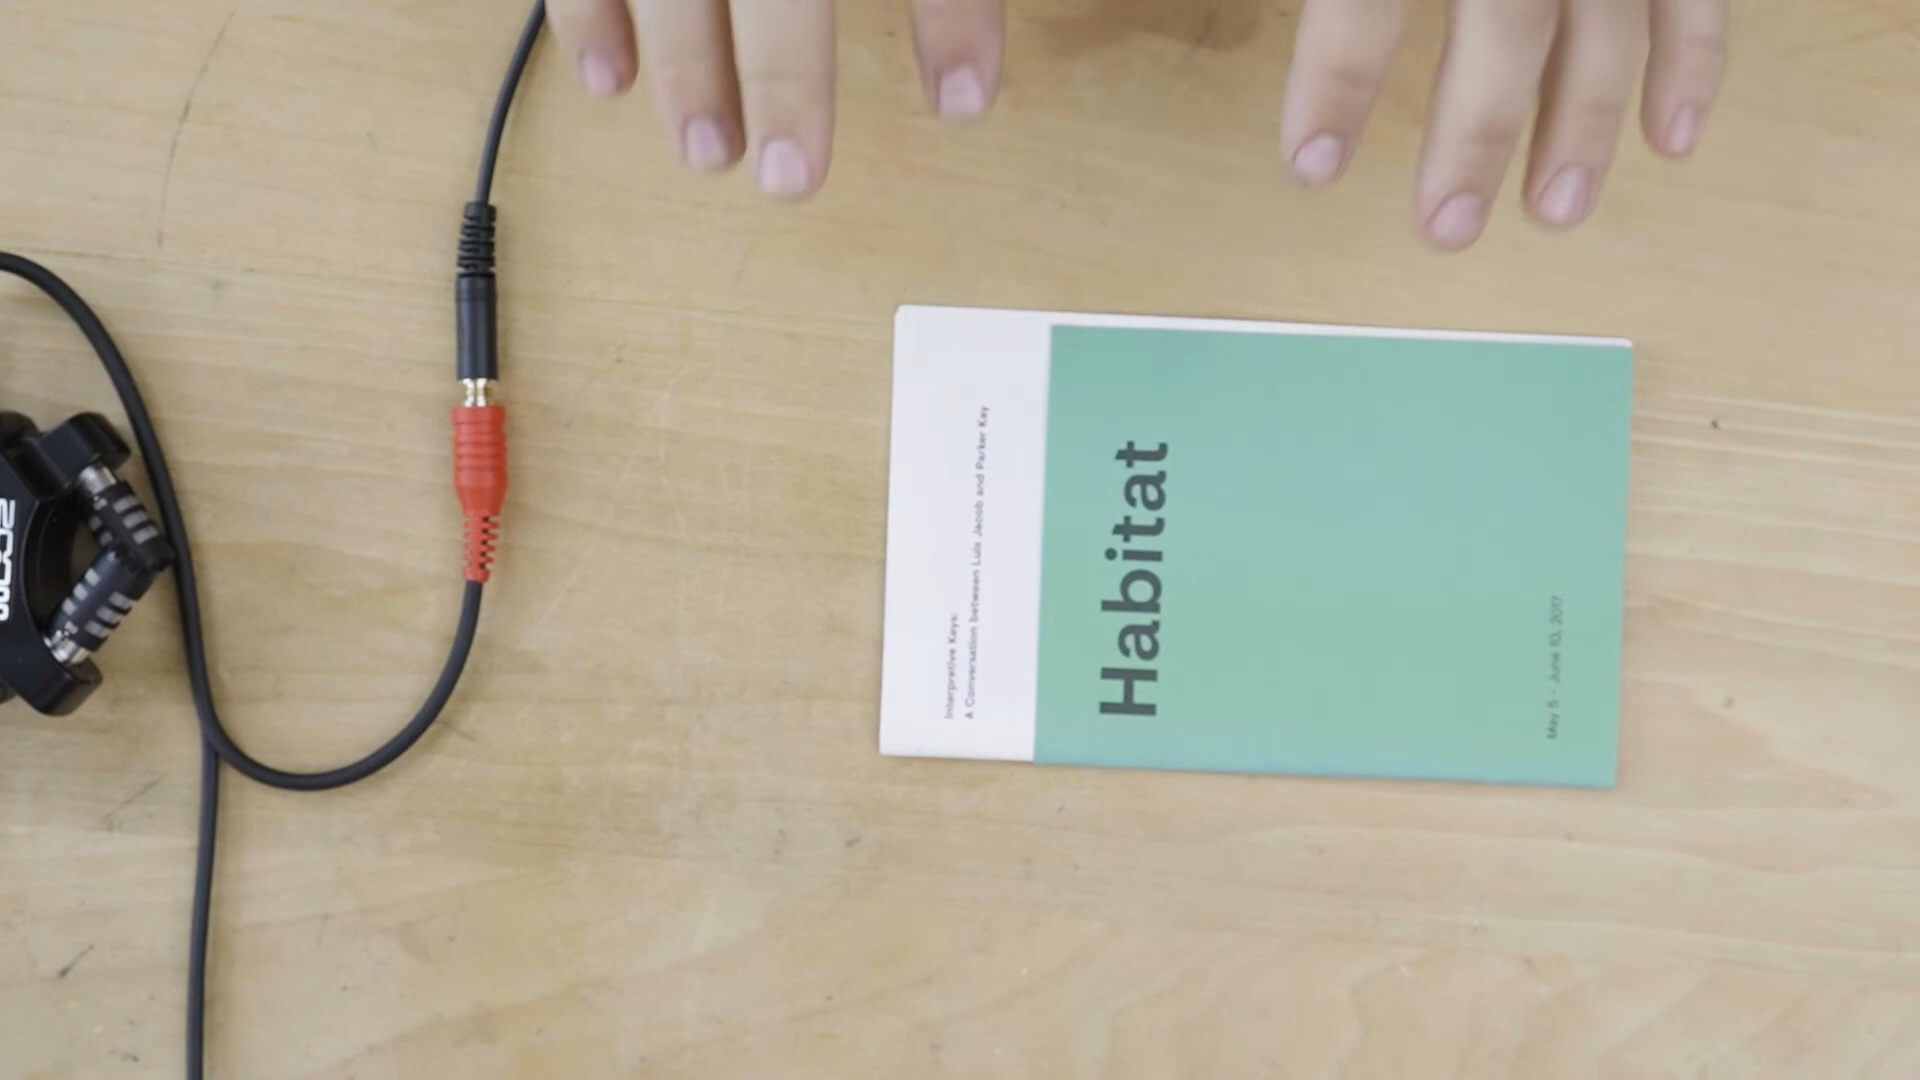 Interpretive Keys:
A Conversation between Luis Jacob and Parker Kay
Habitat
May 5 – June 10, 2017
zoom